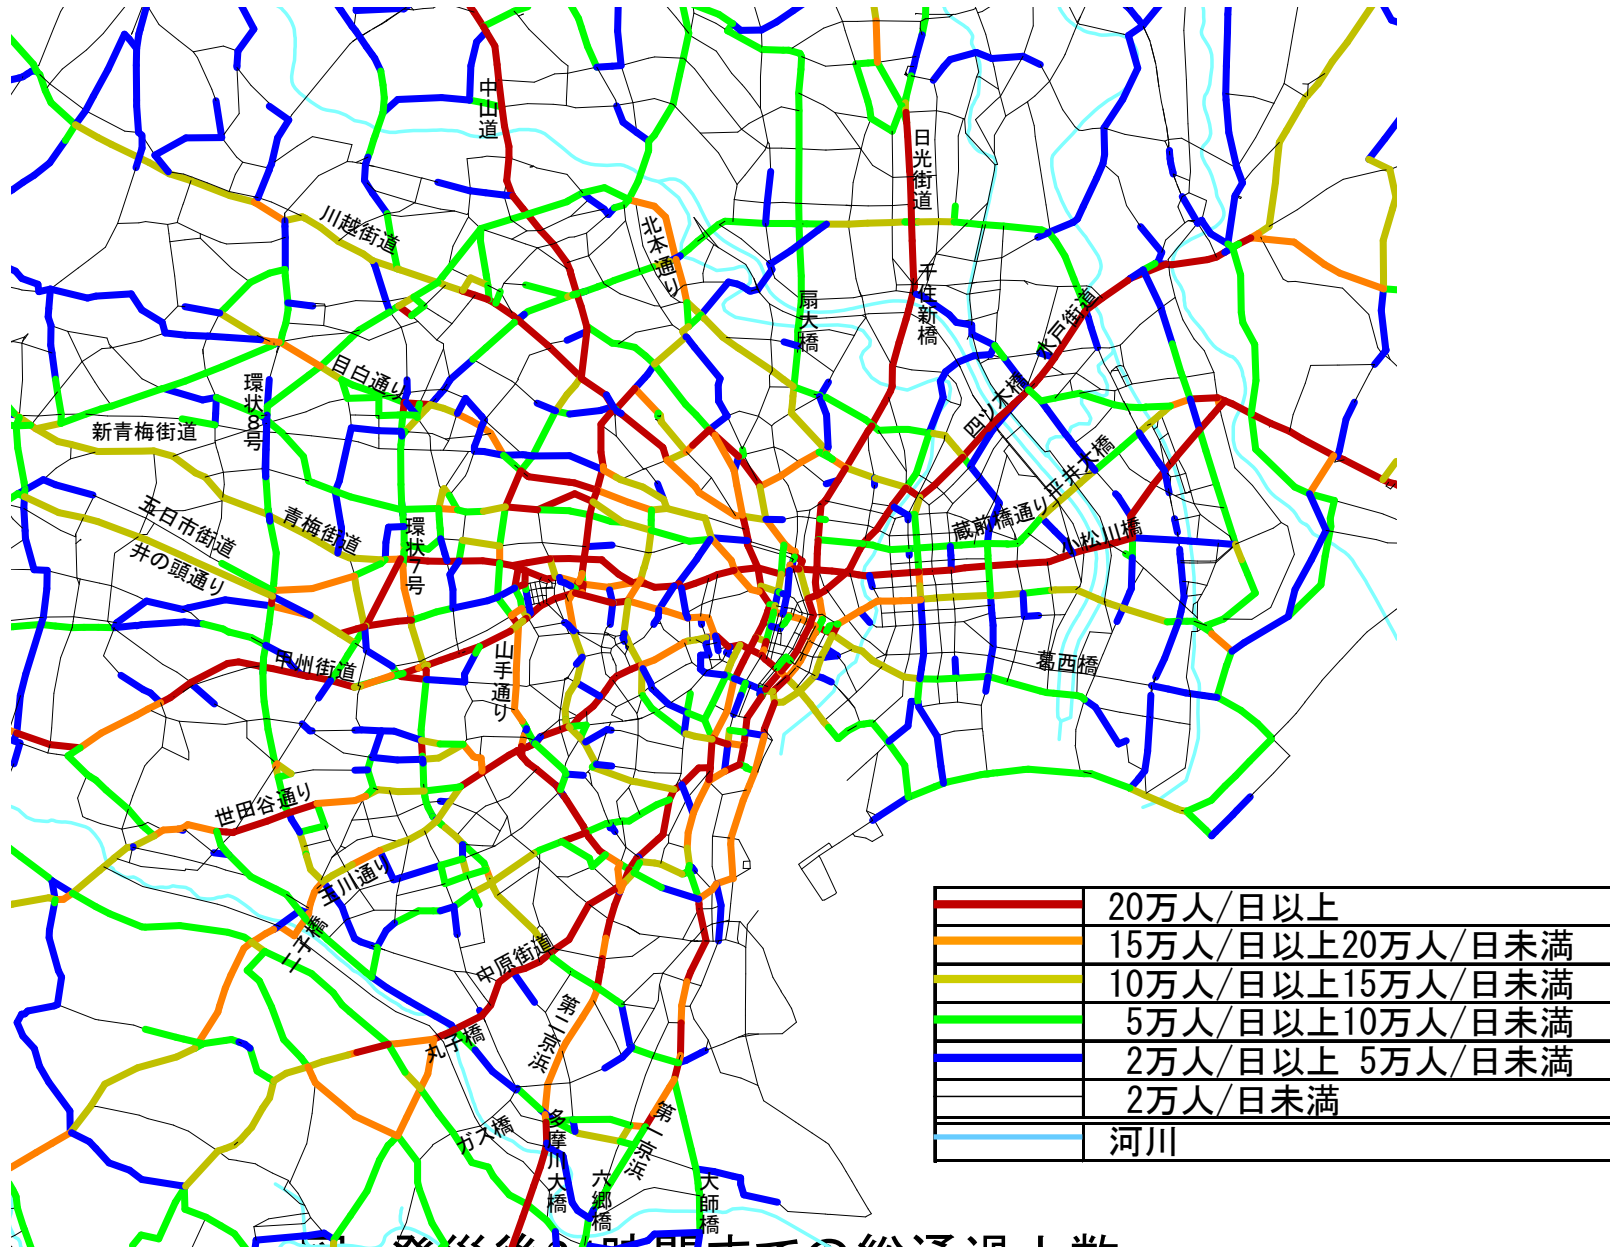 中山道
日光街道
川越街道
北本通り
千住新橋
扇大橋
水戸街道
目白通り
環状8号
四ツ木橋
新青梅街道
平井大橋
五日市街道
青梅街道
環状7号
蔵前橋通り
小松川橋
井の頭通り
甲州街道
山手通り
葛西橋
世田谷通り
玉川通り
二子橋
中原街道
第二京浜
丸子橋
ガス橋
多摩川大橋
第一京浜
六郷橋
大師橋
20万人/日以上
15万人/日以上20万人/日未満
10万人/日以上15万人/日未満
5万人/日以上10万人/日未満
2万人/日以上 5万人/日未満
2万人/日未満
河川